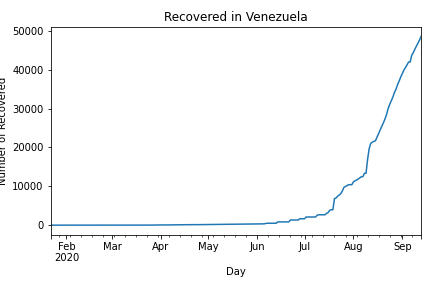 Recovered in Venezuela
Number of Recovered
50000
40000
30000
20000
10000
0
Feb Mar Apr May Jun Jul Aug Sep
2020
Day